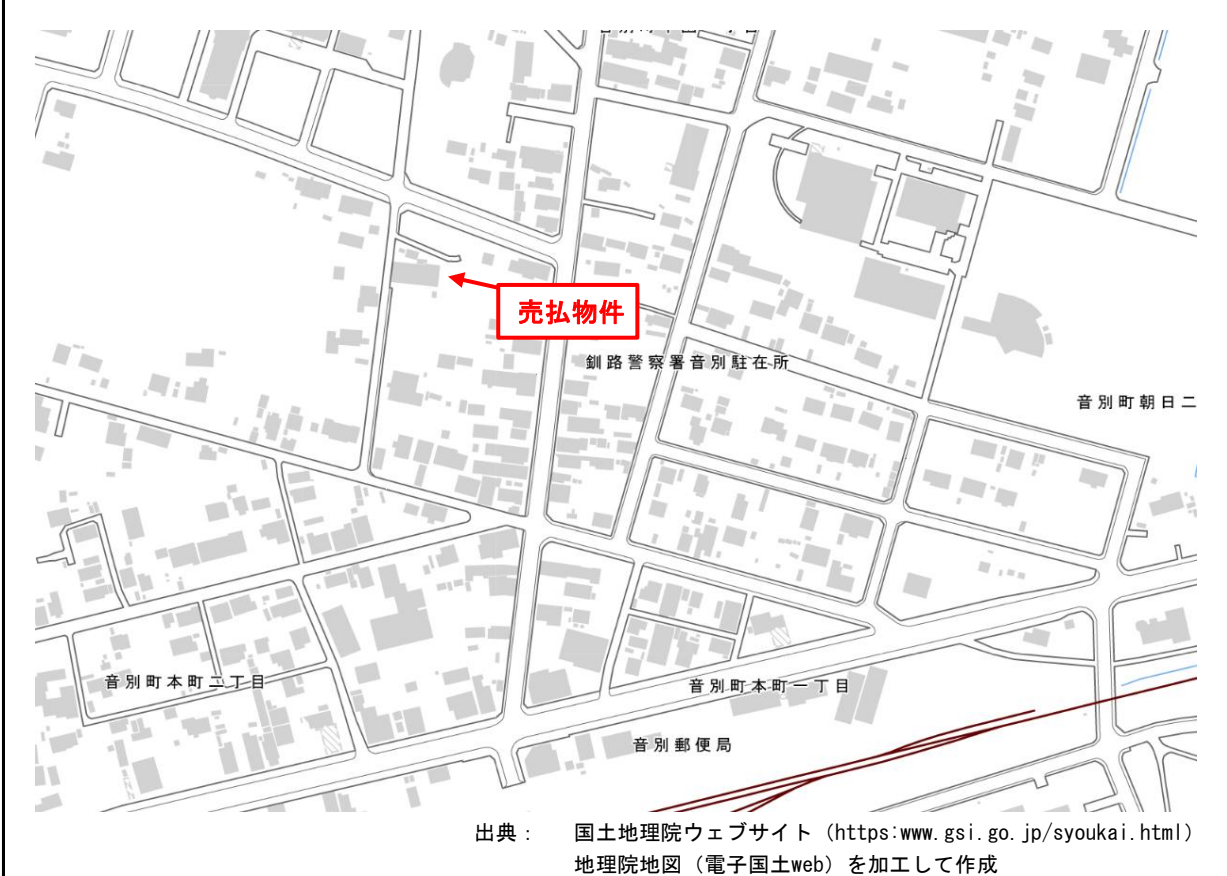 売払物件
釧路警察署音別駐在所
音別町朝日二
音別町本町二丁目
音別町本町一丁目
音別郵便局
出典： 国土地理院ウェブサイト（https:www.gsi.go.jp/syoukai.html）
地理院地図（電子国土web）を加工して作成